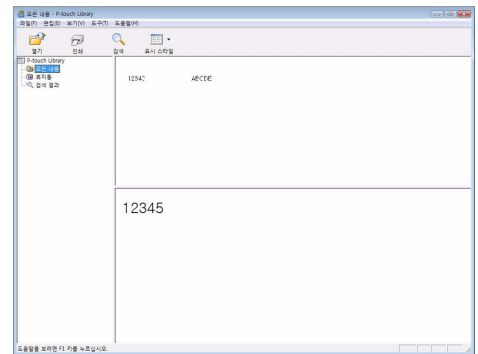 모든 내용 - P-touch Library
파일(F) 편집(E) 보기(V) 도구(T) 도움말(H)
열기 인쇄 검색 표시 스타일
P-touch Library
모든 내용
휴지통
검색 결과
12345 ABCDE
12345
도움말을 보려면 F1 키를 누르십시오.